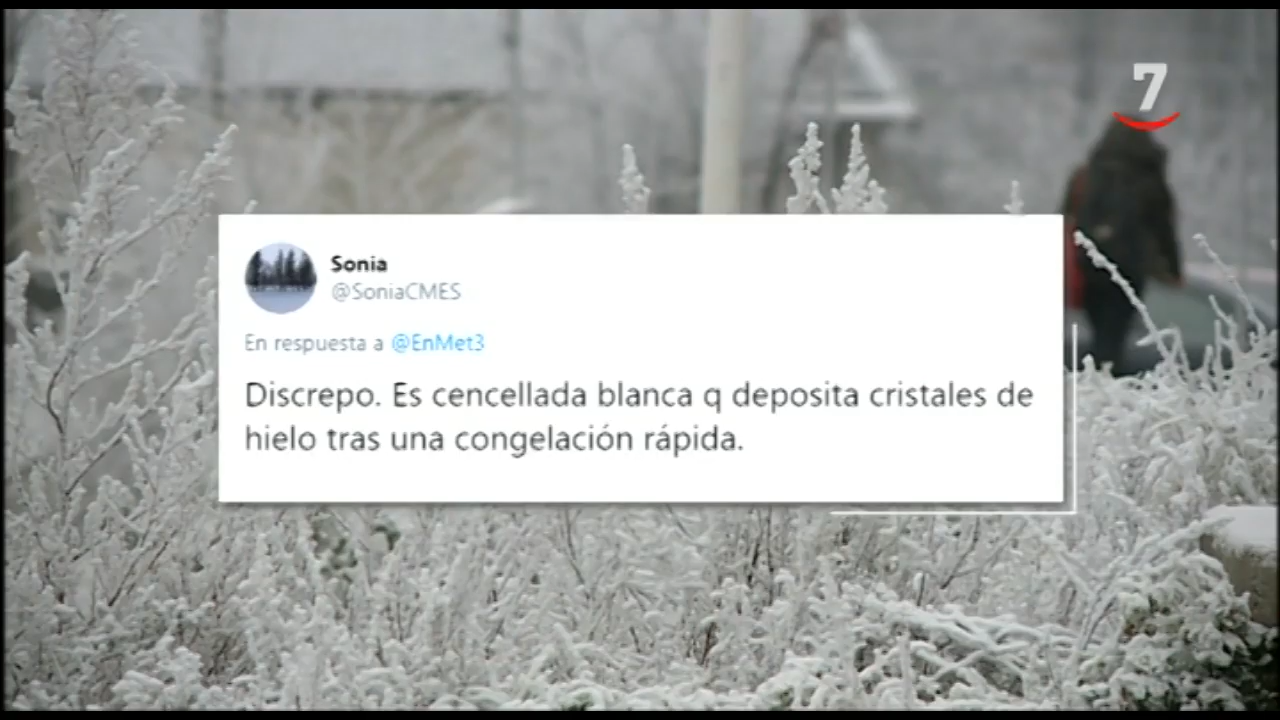 7
Sonia
@SoniaCMES
En respuesta a @EnMet3
Discrepo. Es cencellada blanca q deposita cristales de
hielo tras una congelación rápida.